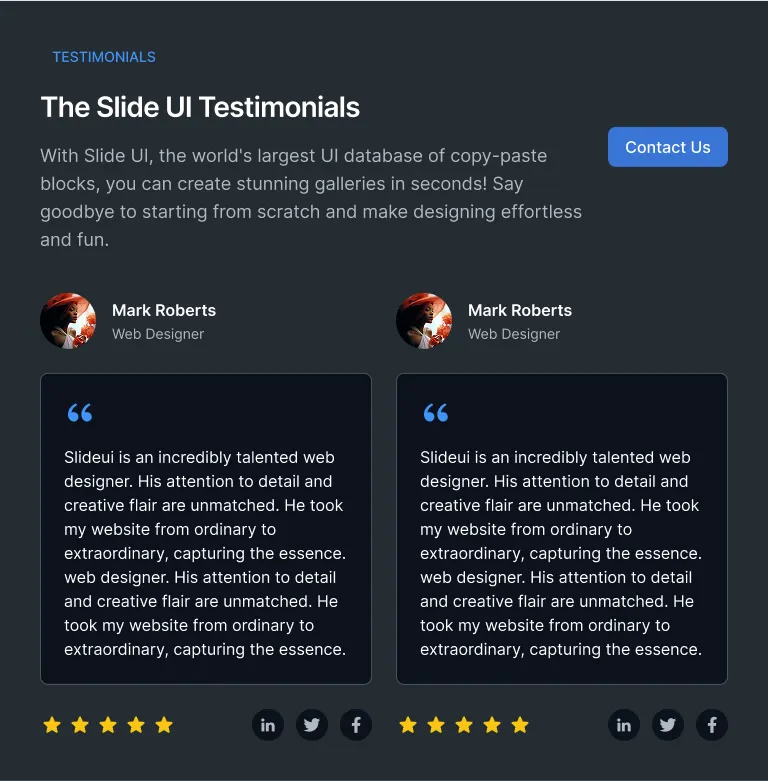 TESTIMONIALS
The Slide UI Testimonials
With Slide UI, the world's largest UI database of copy-paste
blocks, you can create stunning galleries in seconds! Say
goodbye to starting from scratch and make designing effortless
and fun.
Contact Us
Mark Roberts
Web Designer
“
Slideui is an incredibly talented web
designer. His attention to detail and
creative flair are unmatched. He took
my website from ordinary to
extraordinary, capturing the essence.
web designer. His attention to detail
and creative flair are unmatched. He
took my website from ordinary to
extraordinary, capturing the essence.
in
f
Mark Roberts
Web Designer
“
Slideui is an incredibly talented web
designer. His attention to detail and
creative flair are unmatched. He took
my website from ordinary to
extraordinary, capturing the essence.
web designer. His attention to detail
and creative flair are unmatched. He
took my website from ordinary to
extraordinary, capturing the essence.
in
f